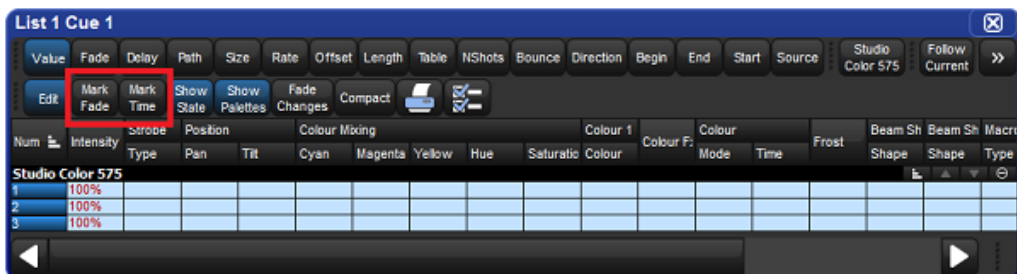 List 1 Cue 1
Value Fade Delay Path Size Rate Offset Length Table NShots Bounce Direction Begin End Start Source Studio Color 575 Follow Current »
Edit Mark Fade Mark Time Show State Show Palettes Fade Changes Compact
Num Intensity Strobe Position Colour Mixing Colour 1 Colour F: Colour Frost Beam Sh Beam Sh Macro
Type Pan Tilt Cyan Magenta Yellow Hue Saturatio Colour Mode Time Shape Shape Type
Studio Color 575
1 100%
2 100%
3 100%